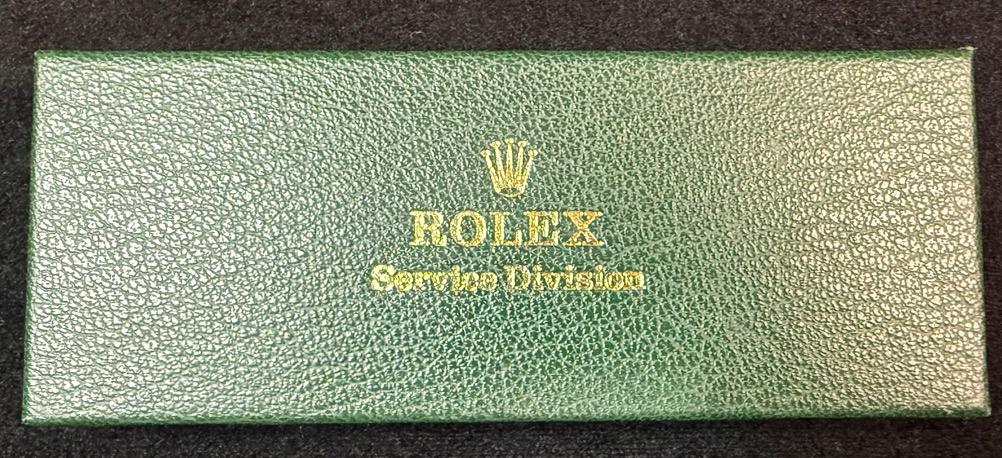 ROLEX
Service Division